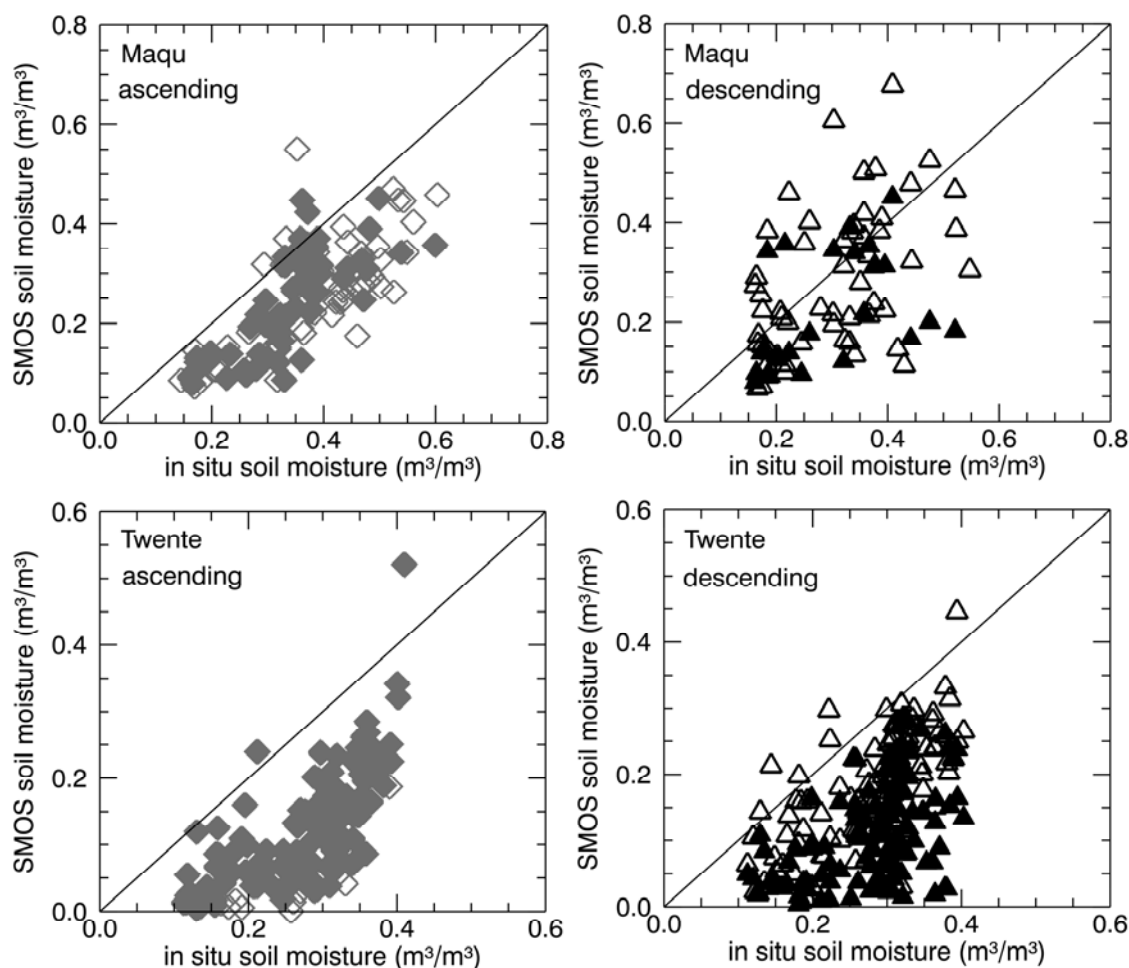 0.8
Maqu
ascending
0.6
0.4
0.2
0.0
SMOS soil moisture (m³/m³)
0.0 0.2 0.4 0.6 0.8
in situ soil moisture (m³/m³)
0.8
Maqu
descending
0.6
0.4
0.2
0.0
SMOS soil moisture (m³/m³)
0.0 0.2 0.4 0.6 0.8
in situ soil moisture (m³/m³)
0.6
Twente
ascending
0.4
0.2
0.0
SMOS soil moisture (m³/m³)
0.0 0.2 0.4 0.6
in situ soil moisture (m³/m³)
0.6
Twente
descending
0.4
0.2
0.0
SMOS soil moisture (m³/m³)
0.0 0.2 0.4 0.6
in situ soil moisture (m³/m³)